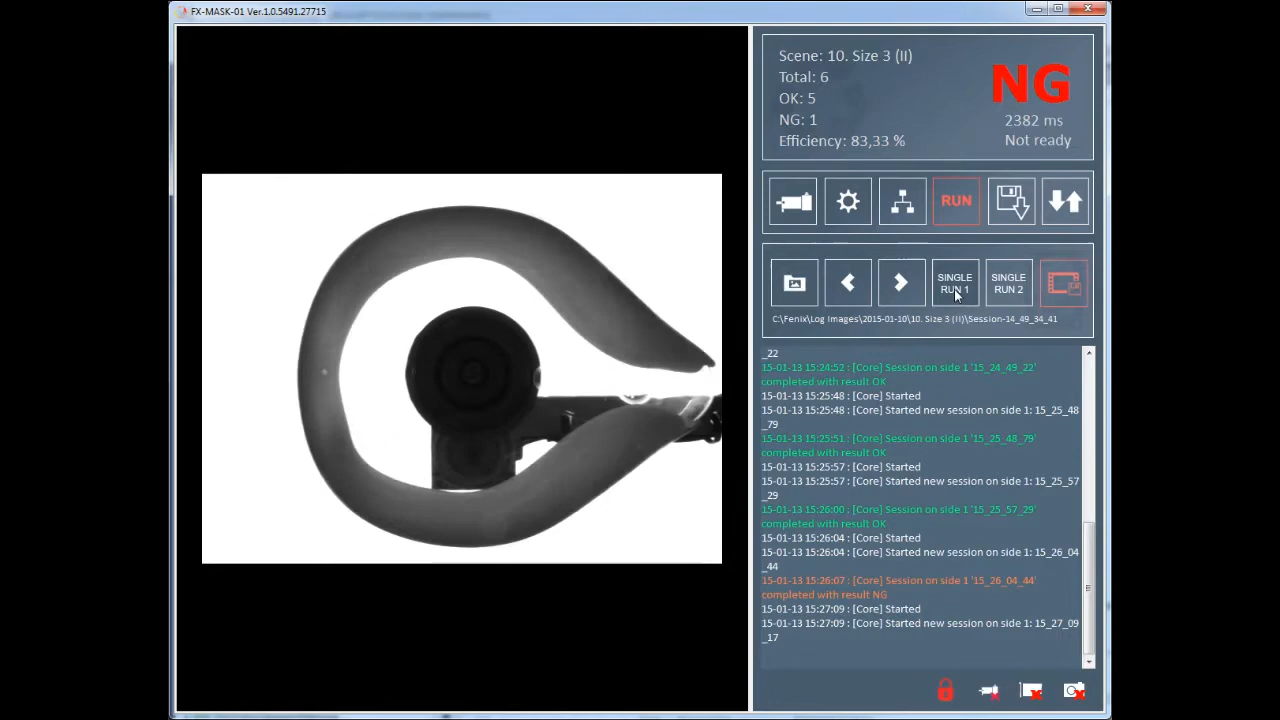 FX-MASK-01 Ver.1.0.5491.27715
Scene: 10. Size 3 (II)
Total: 6
OK: 5
NG: 1
Efficiency: 83,33 %
NG
2382 ms
Not ready
RUN
SINGLE
RUN 1
SINGLE
RUN 2
C:\Fenix\Log Images\2015-01-10\10. Size 3 (II)\Session-14_49_34_41
_22
15-01-13 15:24:52 : [Core] Session on side 1 '15_24_49_22'
completed with result OK
15-01-13 15:25:48 : [Core] Started
15-01-13 15:25:48 : [Core] Started new session on side 1: 15_25_48
_79
15-01-13 15:25:51 : [Core] Session on side 1 '15_25_48_79'
completed with result OK
15-01-13 15:25:57 : [Core] Started
15-01-13 15:25:57 : [Core] Started new session on side 1: 15_25_57
_29
15-01-13 15:26:00 : [Core] Session on side 1 '15_25_57_29'
completed with result OK
15-01-13 15:26:04 : [Core] Started
15-01-13 15:26:04 : [Core] Started new session on side 1: 15_26_04
_44
15-01-13 15:26:07 : [Core] Session on side 1 '15_26_04_44'
completed with result NG
15-01-13 15:27:09 : [Core] Started
15-01-13 15:27:09 : [Core] Started new session on side 1: 15_27_09
_17